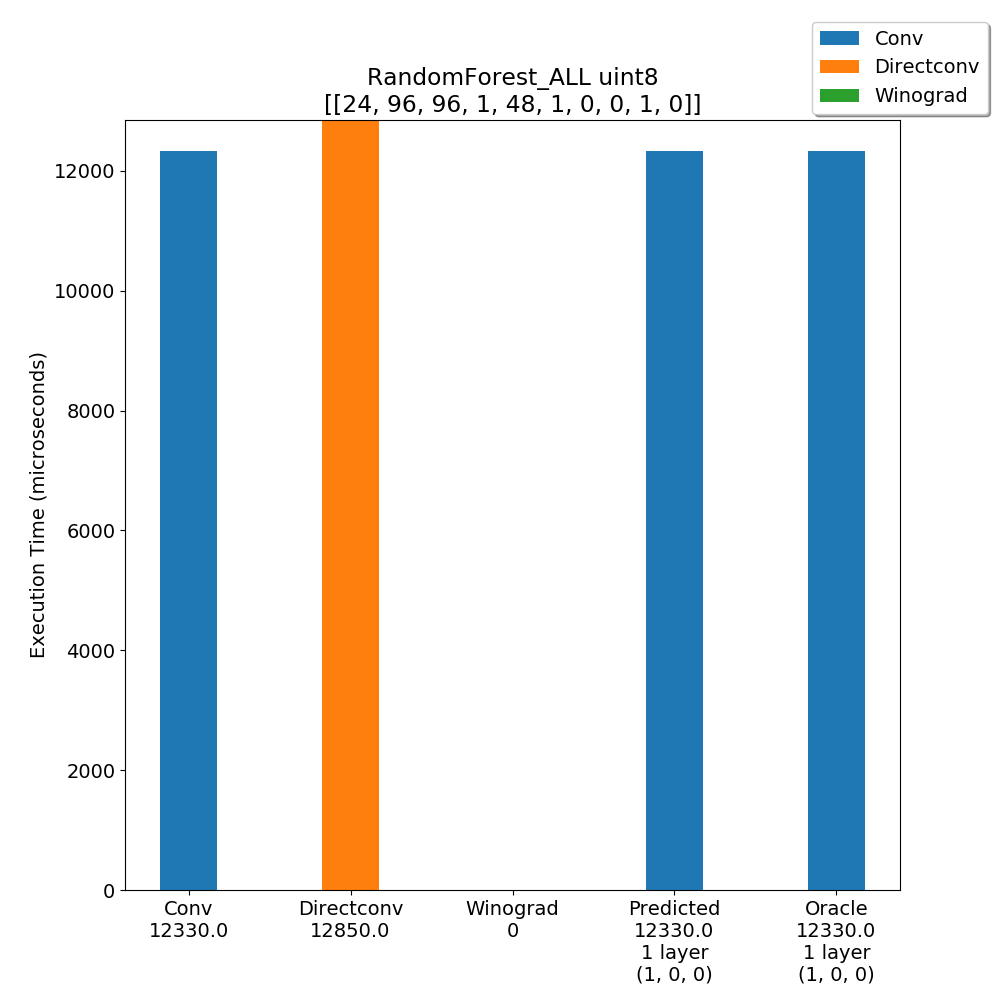 Conv
Directconv
Winograd
RandomForest_ALL uint8
[[24, 96, 96, 1, 48, 1, 0, 0, 1, 0]]
Execution Time (microseconds)
12000
10000
8000
6000
4000
2000
0
Conv
12330.0
Directconv
12850.0
Winograd
0
Predicted
12330.0
1 layer
(1, 0, 0)
Oracle
12330.0
1 layer
(1, 0, 0)